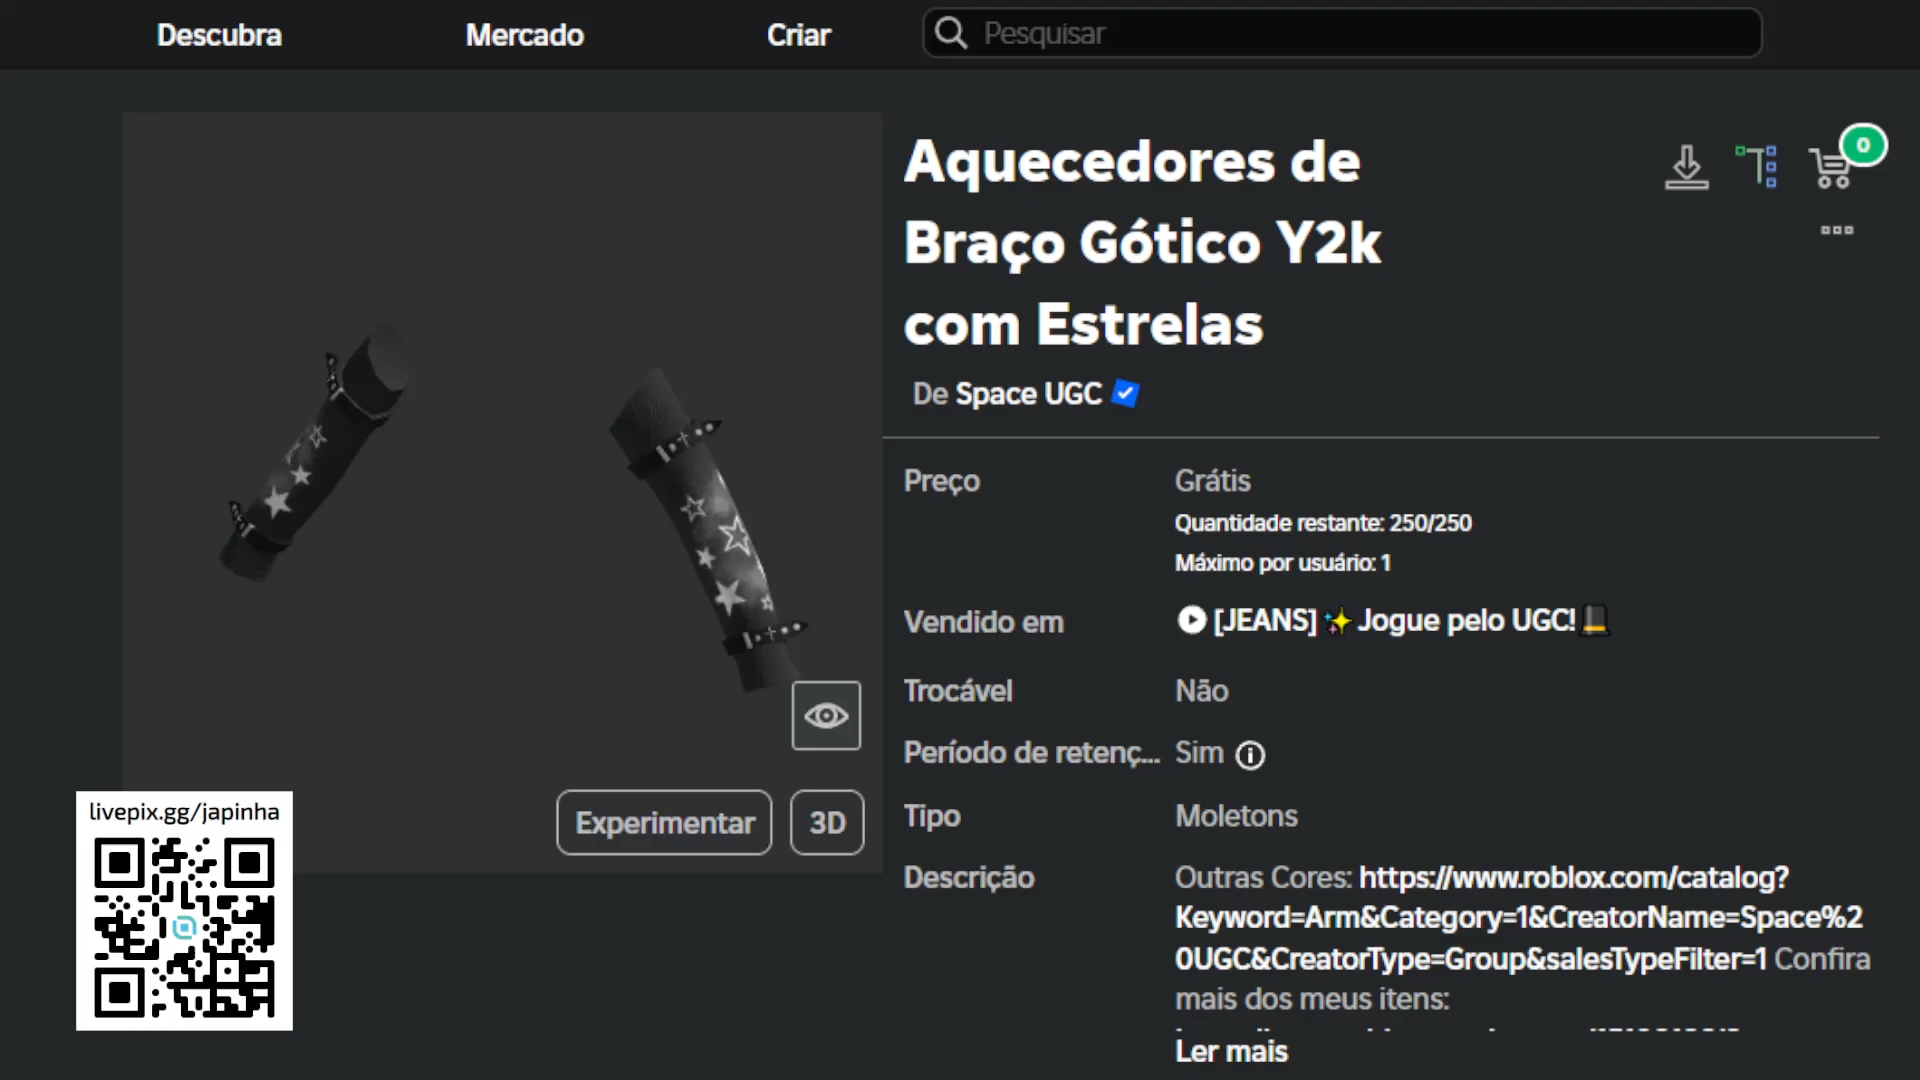 Descubra
Mercado
Criar
Pesquisar
Aquecedores de
Braço Gótico Y2k
com Estrelas
0
De Space UGC
Preço
Grátis
Quantidade restante: 250/250
Máximo por usuário: 1
Vendido em
[JEANS]✨Jogue pelo UGC!🎩
Trocável
Não
Período de retenç...
Sim
Tipo
Moletons
Descrição
Outras Cores: https://www.roblox.com/catalog?
Keyword=Arm&Category=1&CreatorName=Space%2
0UGC&CreatorType=Group&salesTypeFilter=1 Confira
mais dos meus itens:
Ler mais
Experimentar
3D
livepix.gg/japinha